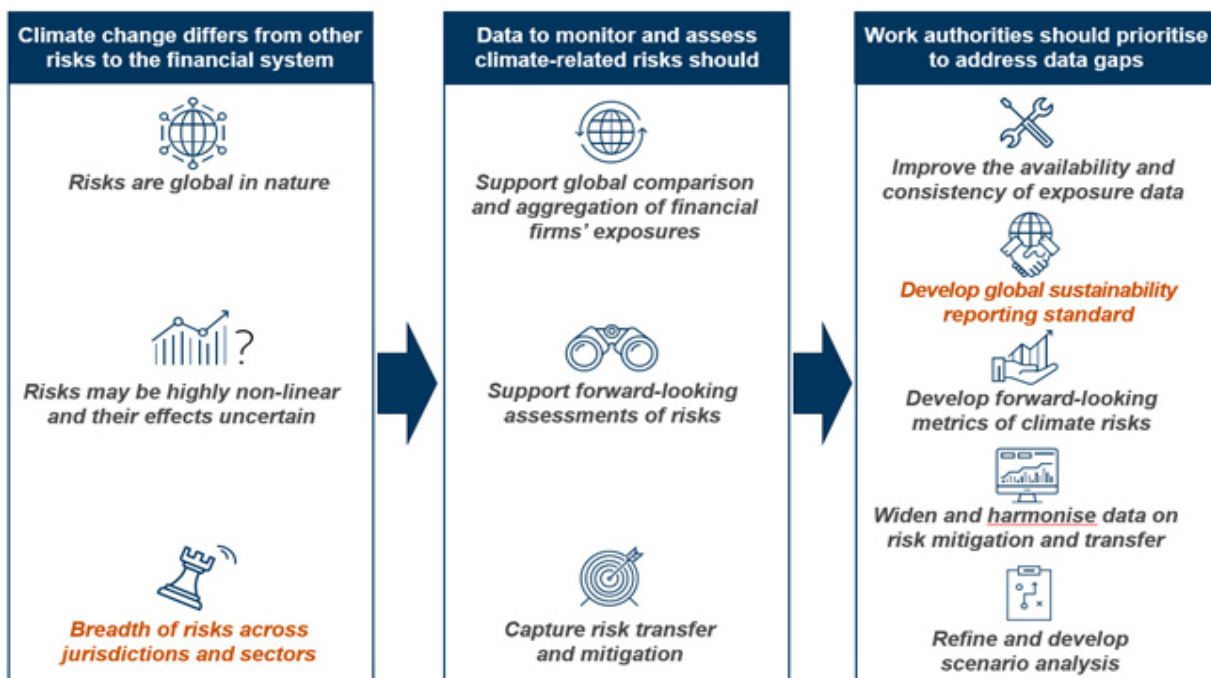 Climate change differs from other
risks to the financial system
Risks are global in nature
?
Risks may be highly non-linear
and their effects uncertain
Breadth of risks across
jurisdictions and sectors
Data to monitor and assess
climate-related risks should
Support global comparison
and aggregation of financial
firms' exposures
Support forward-looking
assessments of risks
Capture risk transfer
and mitigation
Work authorities should prioritise
to address data gaps
Improve the availability and
consistency of exposure data
Develop global sustainability
reporting standard
Develop forward-looking
metrics of climate risks
Widen and harmonise data on
risk mitigation and transfer
Refine and develop
scenario analysis